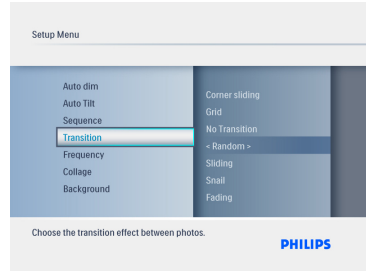 Setup Menu
Auto dim
Auto Tilt
Sequence
Transition
Frequency
Collage
Background
Corner sliding
Grid
No Transition
< Random >
Sliding
Snail
Fading
Choose the transition effect between photos.
PHILIPS